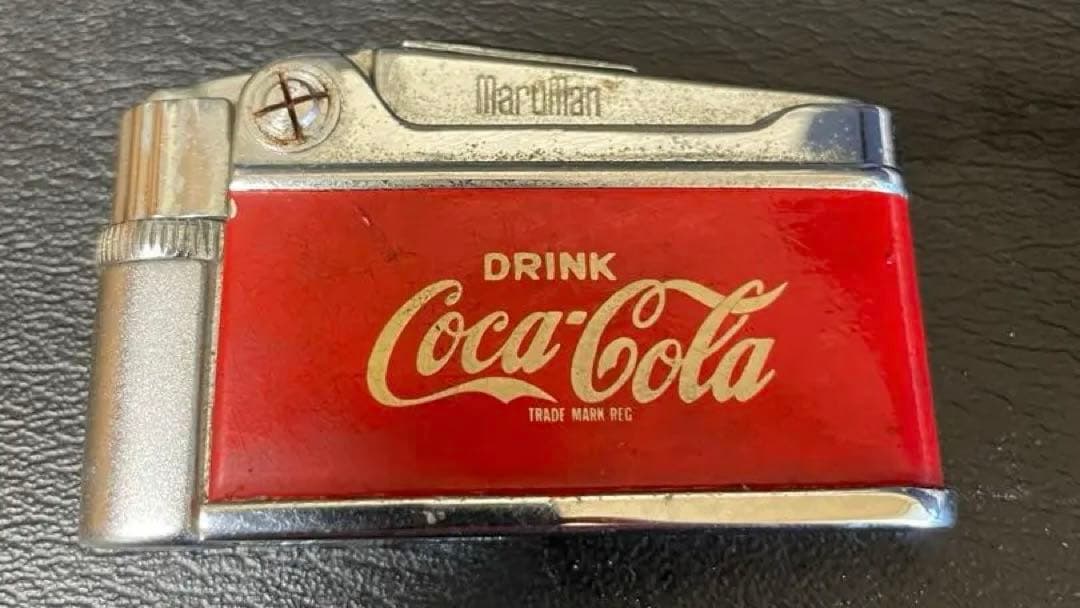 MaruMan
DRINK
Coca-Cola
TRADE MARK REG